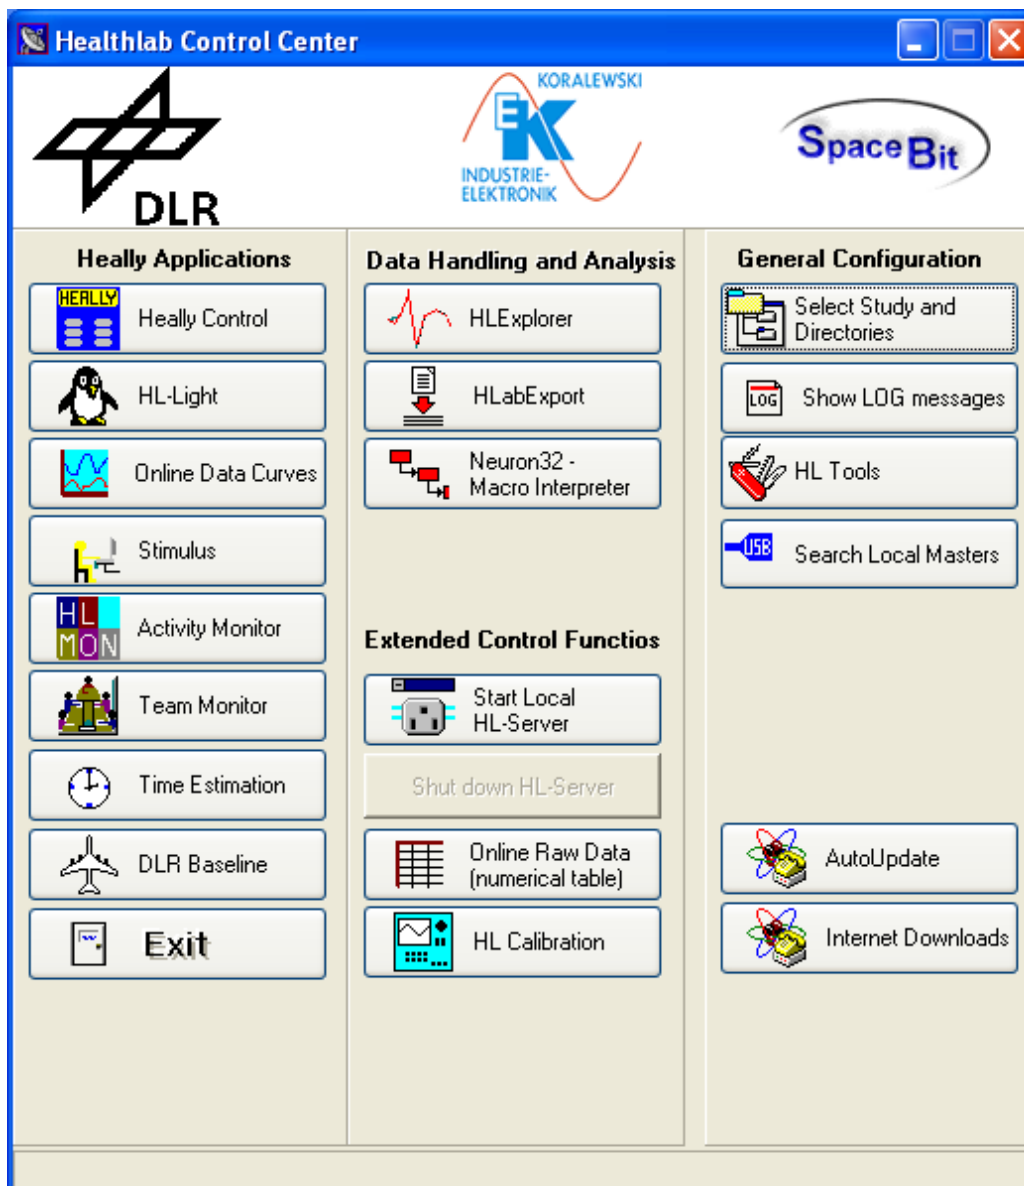 Healthlab Control Center
DLR
KORALEWSKI
EK
INDUSTRIE-
ELEKTRONIK
SpaceBit
Heally Applications
HEALLY
Heally Control
HL-Light
Online Data Curves
Stimulus
HL
MON
Activity Monitor
Team Monitor
Time Estimation
DLR Baseline
Exit
Data Handling and Analysis
HLExplorer
HLabExport
Neuron32 -
Macro Interpreter
Extended Control Functios
Start Local
HL-Server
Shut down HL-Server
Online Raw Data
(numerical table)
HL Calibration
General Configuration
Select Study and
Directories
LOG
Show LOG messages
HL Tools
USB
Search Local Masters
AutoUpdate
Internet Downloads